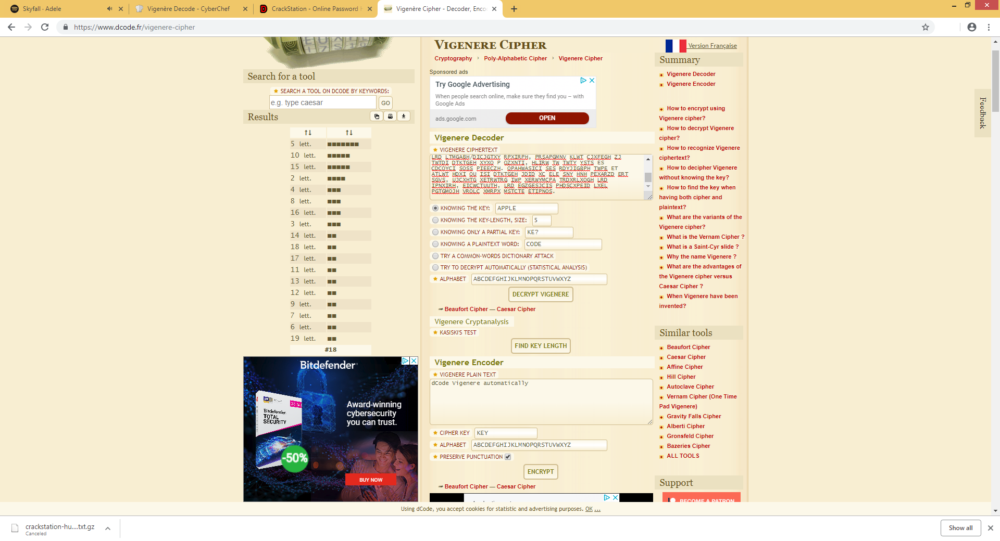 Skyfall · Adele
Vigenère Decode - CyberChef
CrackStation - Online Password H
Vigenère Cipher - Decoder, Enco
https://www.dcode.fr/vigenere-cipher
Search for a tool
SEARCH A TOOL ON DCODE BY KEYWORDS:
e.g. type caesar
GO
Results
↑↓ ↑↓
5 lett. ■■■■■■■
10 lett. ■■■■■
15 lett. ■■■■■
2 lett. ■■■■
4 lett. ■■■
8 lett. ■■■
16 lett. ■■■
3 lett. ■■■
14 lett. ■■
18 lett. ■■
17 lett. ■■
11 lett. ■■
13 lett. ■■
12 lett. ■■
9 lett. ■■
7 lett. ■■
6 lett. ■■
19 lett. ■■
#18
Bitdefender
Bitdefender
TOTAL
SECURITY
Award-winning
cybersecurity
you can trust.
-50%
BUY NOW
VIGENERE CIPHER
Cryptography › Poly-Alphabetic Cipher › Vigenere Cipher
Sponsored ads
Try Google Advertising
When people search online, make sure they find you – with
Google Ads
ads.google.com
OPEN
Vigenere Decoder
VIGENERE CIPHERTEXT
LRD LTMGABH/DICJGTXY RPXIRPH, PRSAPGMNV KLWT CJXFEGH ZJ
TWTDI DTKTGEH XYXO P OZXNTI, HLIRW TW TWTY YSTS ES
CDCOYCI SOSS PIEECZH. QPAHWASICI SES RDYJIGBPH TWPE ET
ATLWT HDXI OU ISI DTKTGEH JDID XC ELE SNY HNH PEXARZD ERT
SGVS, UJCXHTG XETRWTRG IWP XERWYMCPA TRDXRLXOGH LRD
IPNXIRH, EICWCTUUTH, LRD EGZGESJCIS PHDSCXPEID LXEL
PGTGMOJH VROLC XMRPX MSTCTE ETIPNOS.
KNOWING THE KEY: APPLE
KNOWING THE KEY-LENGTH, SIZE: 5
KNOWING ONLY A PARTIAL KEY: KE?
KNOWING A PLAINTEXT WORD: CODE
TRY A COMMON-WORDS DICTIONARY ATTACK
TRY TO DECRYPT AUTOMATICALLY (STATISTICAL ANALYSIS)
ALPHABET ABCDEFGHIJKLMNOPQRSTUVWXYZ
DECRYPT VIGENERE
Beaufort Cipher — Caesar Cipher
Vigenere Cryptanalysis
KASISKI'S TEST
FIND KEY LENGTH
Vigenere Encoder
VIGENERE PLAIN TEXT
dCode Vigenere automatically
CIPHER KEY KEY
ALPHABET ABCDEFGHIJKLMNOPQRSTUVWXYZ
PRESERVE PUNCTUATION
ENCRYPT
Beaufort Cipher — Caesar Cipher
Version Française
Summary
Vigenere Decoder
Vigenere Encoder
How to encrypt using
Vigenere cipher?
How to decrypt Vigenere
cipher?
How to recognize Vigenere
ciphertext?
How to decipher Vigenere
without knowing the key?
How to find the key when
having both cipher and
plaintext?
What are the variants of the
Vigenere cipher?
What is the Vernam Cipher ?
What is a Saint-Cyr slide ?
Why the name Vigenere ?
What are the advantages of
the Vigenere cipher versus
Caesar Cipher ?
When Vigenere have been
invented?
Similar tools
Beaufort Cipher
Caesar Cipher
Affine Cipher
Hill Cipher
Autoclave Cipher
Vernam Cipher (One Time
Pad Vigenere)
Gravity Falls Cipher
Alberti Cipher
Gronsfeld Cipher
Bazeries Cipher
ALL TOOLS
Support
BECOME A PATRON
Feedback
Using dCode, you accept cookies for statistic and advertising purposes. OK ...
crackstation-hu....txt.gz
Canceled
Show all